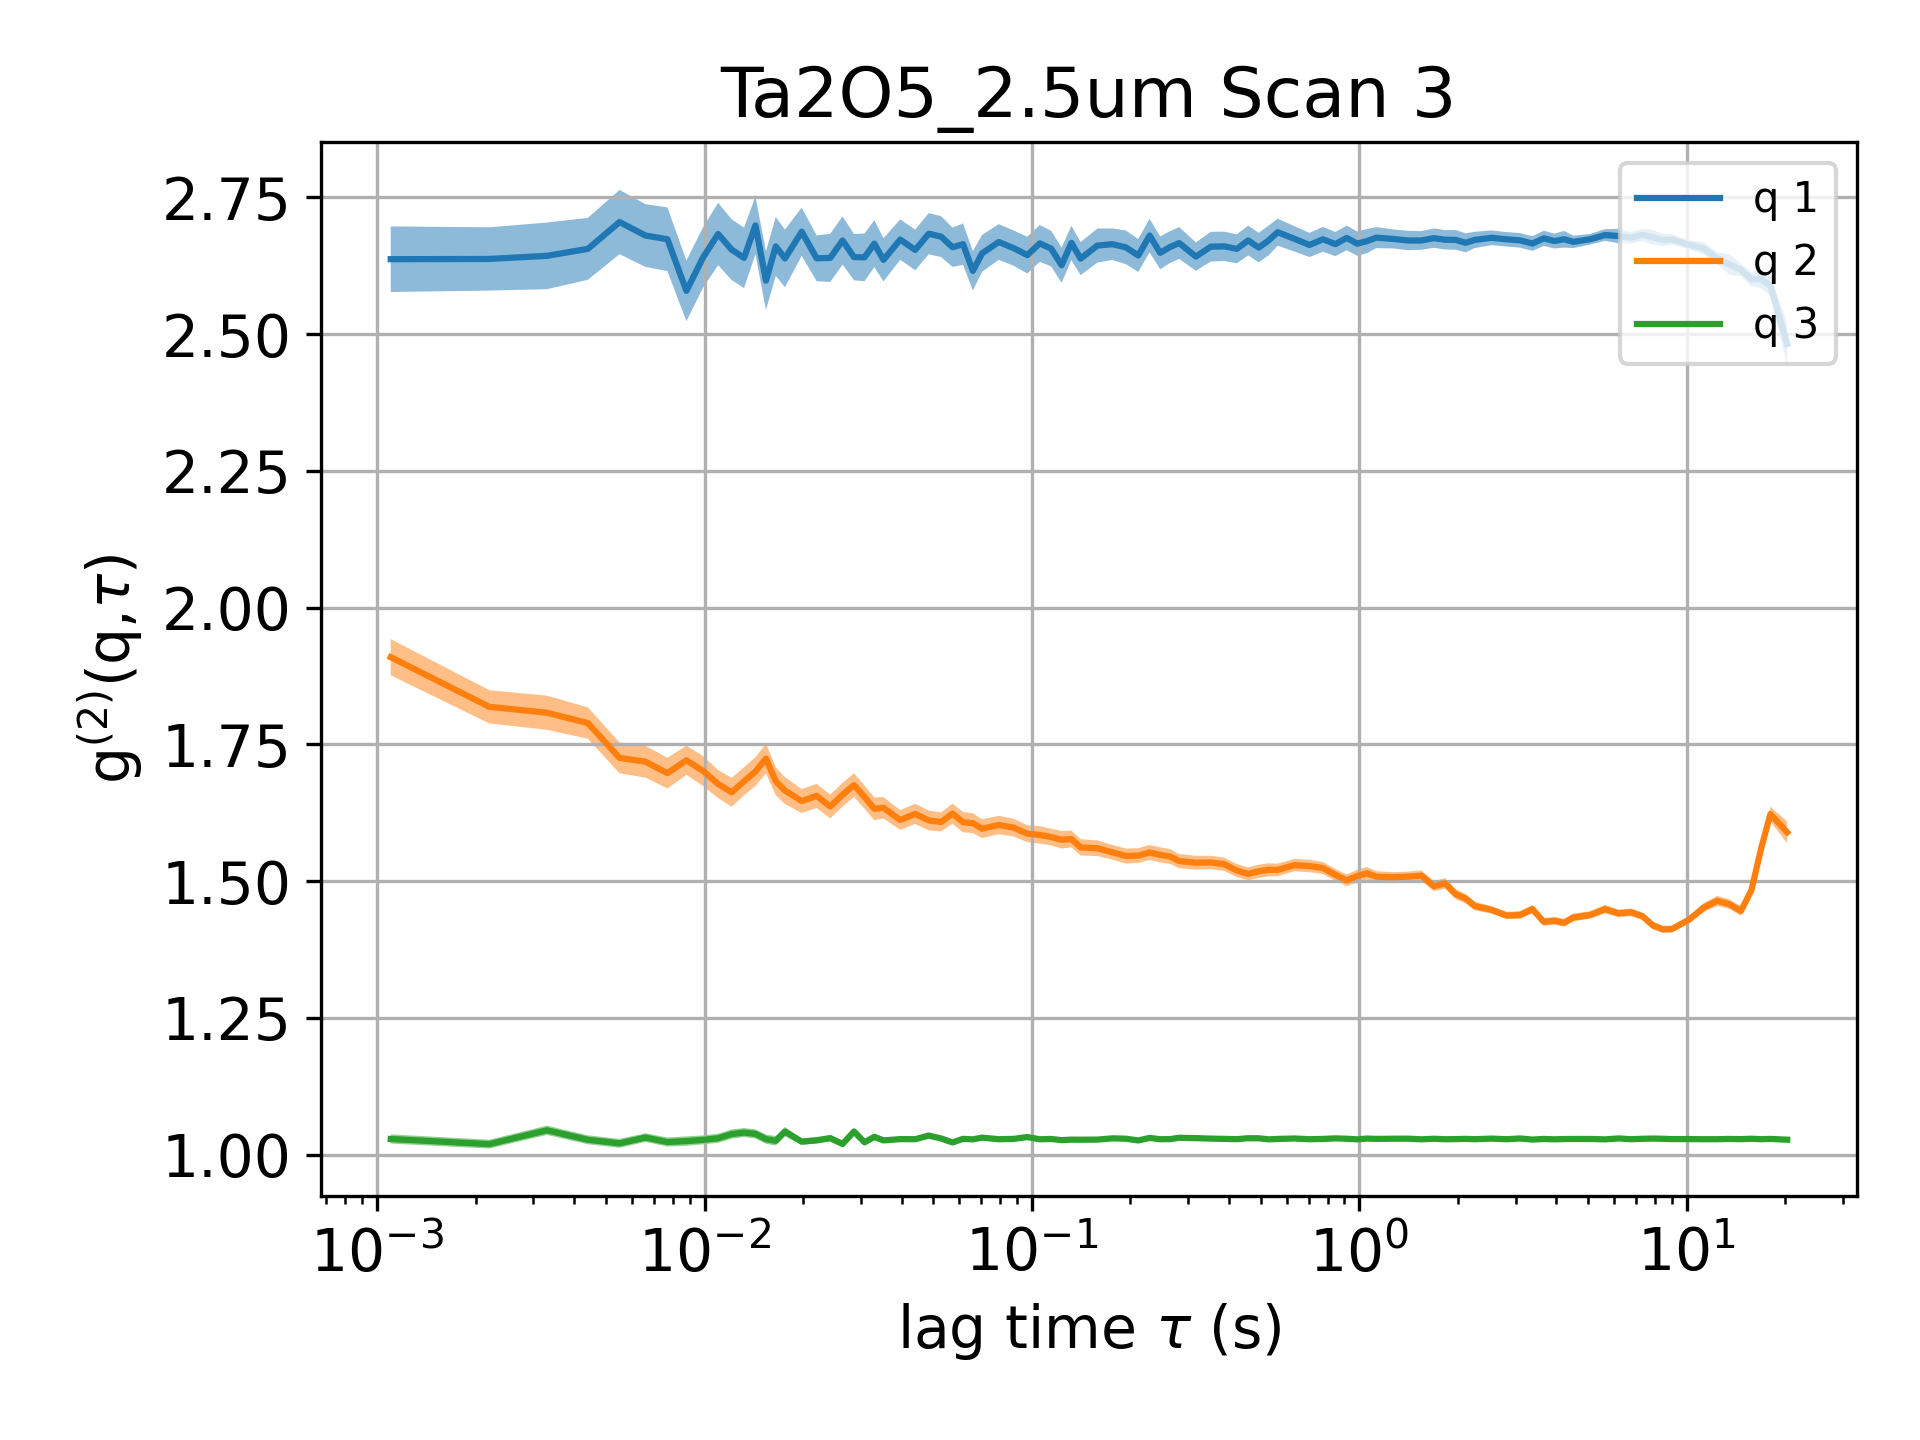 Ta2O5_2.5um Scan 3
g⁽²⁾(q,τ)
2.75
2.50
2.25
2.00
1.75
1.50
1.25
1.00
q 1
q 2
q 3
10⁻³ 10⁻² 10⁻¹ 10⁰ 10¹
lag time τ (s)